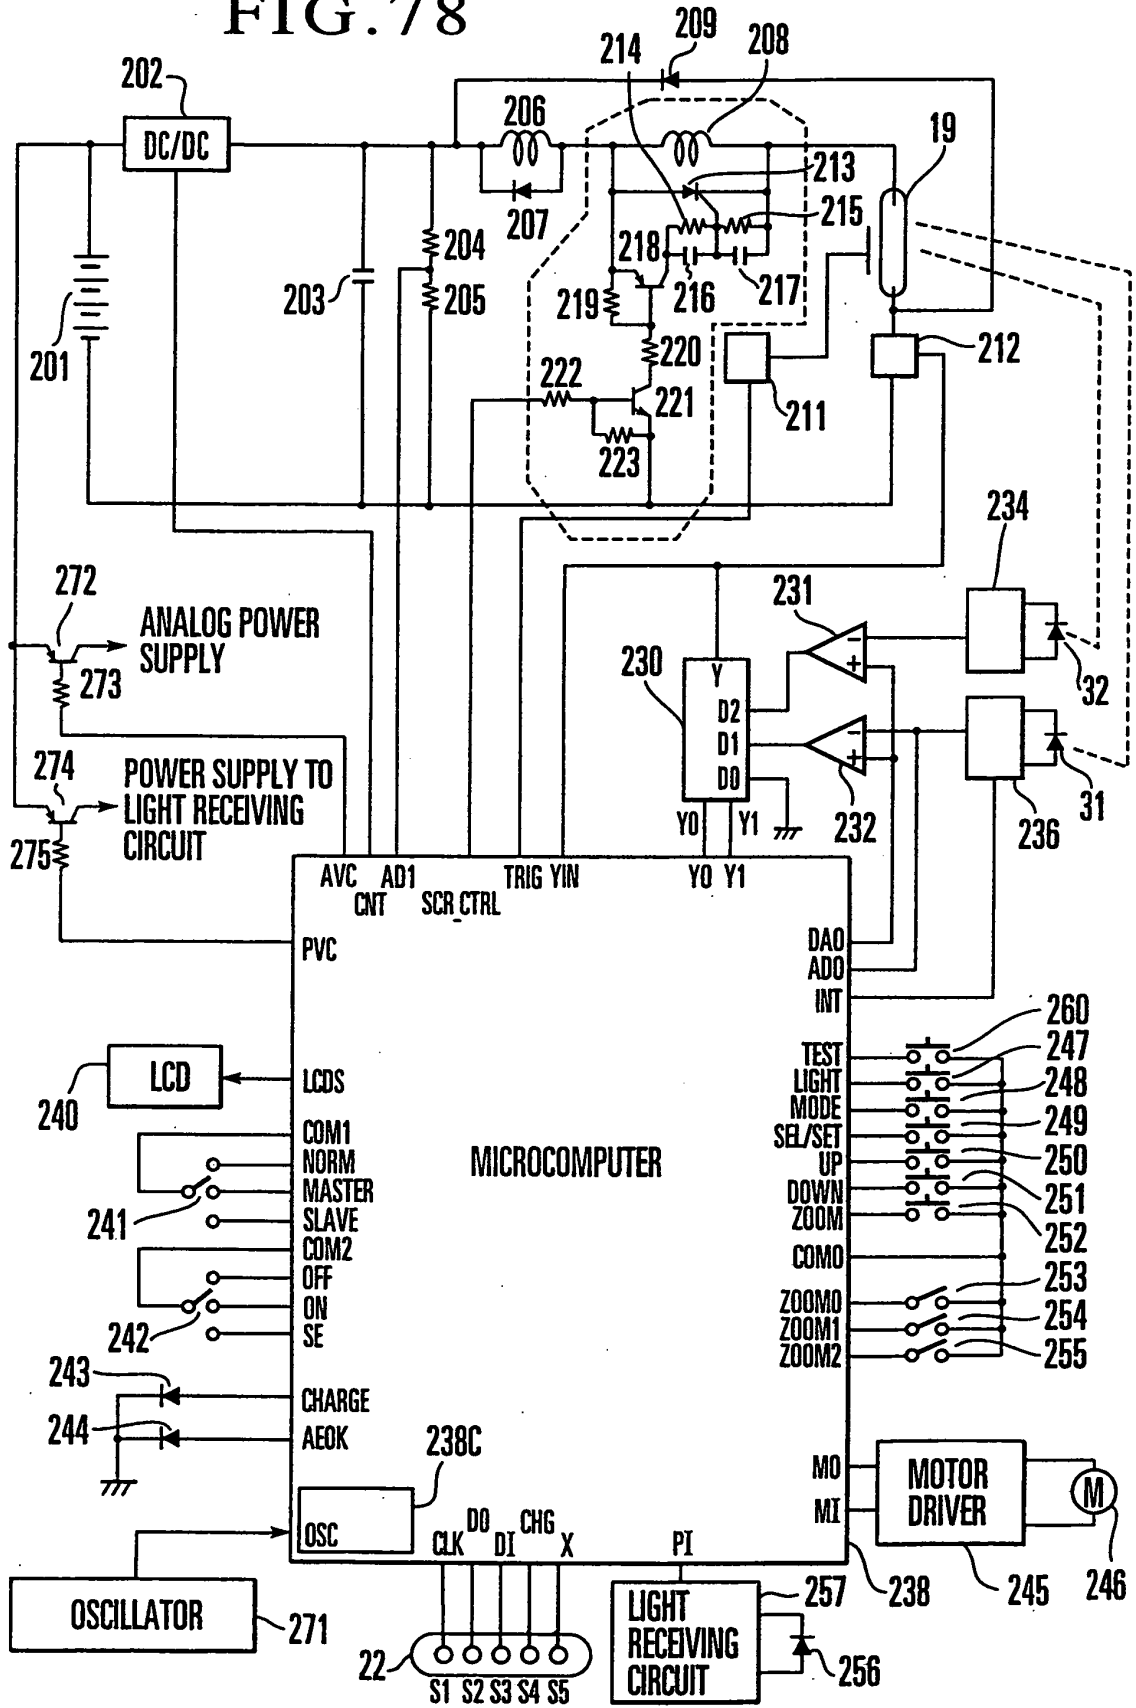 FIG.78
209
208
214
202
206
19
DC/DC
213
207
215
218
204
203
205
219
216
217
201
220
212
222
221
211
223
234
272
231
ANALOG POWER
SUPPLY
230
Y
−
+
273
D2
32
274
POWER SUPPLY TO
LIGHT RECEIVING
CIRCUIT
D1
−
+
D0
31
275
Y0
Y1
232
236
AVC
CNT
AD1
SCR_CTRL
TRIG
YIN
Y0
Y1
PVC
DA0
AD0
INT
260
LCD
LCDS
TEST
247
240
LIGHT
248
MODE
249
COM1
SEL/SET
NORM
MICROCOMPUTER
UP
250
MASTER
DOWN
251
241
SLAVE
ZOOM
252
COM2
COM0
OFF
253
ON
ZOOM0
254
242
SE
ZOOM1
ZOOM2
255
243
CHARGE
244
AEOK
238C
M0
MOTOR
DRIVER
M
MI
OSC
CLK
DO
DI
CHG
X
PI
238
245
246
OSCILLATOR
271
LIGHT
RECEIVING
CIRCUIT
257
22
256
S1 S2 S3 S4 S5